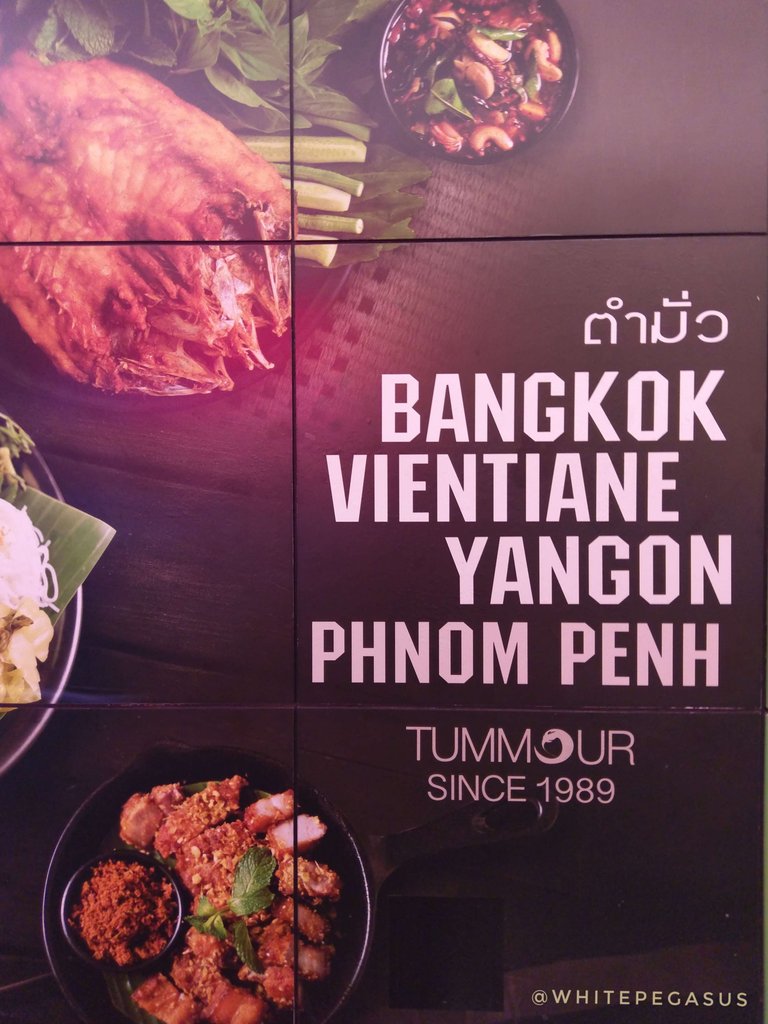 ตำมั่ว
BANGKOK
VIENTIANE
YANGON
PHNOM PENH
TUMMOUR
SINCE 1989
@WHITEPEGASUS